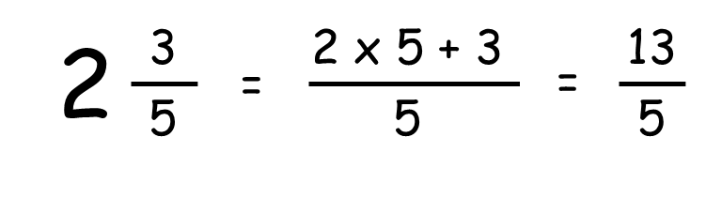 2 3/5 = (2 x 5 + 3)/5 = 13/5